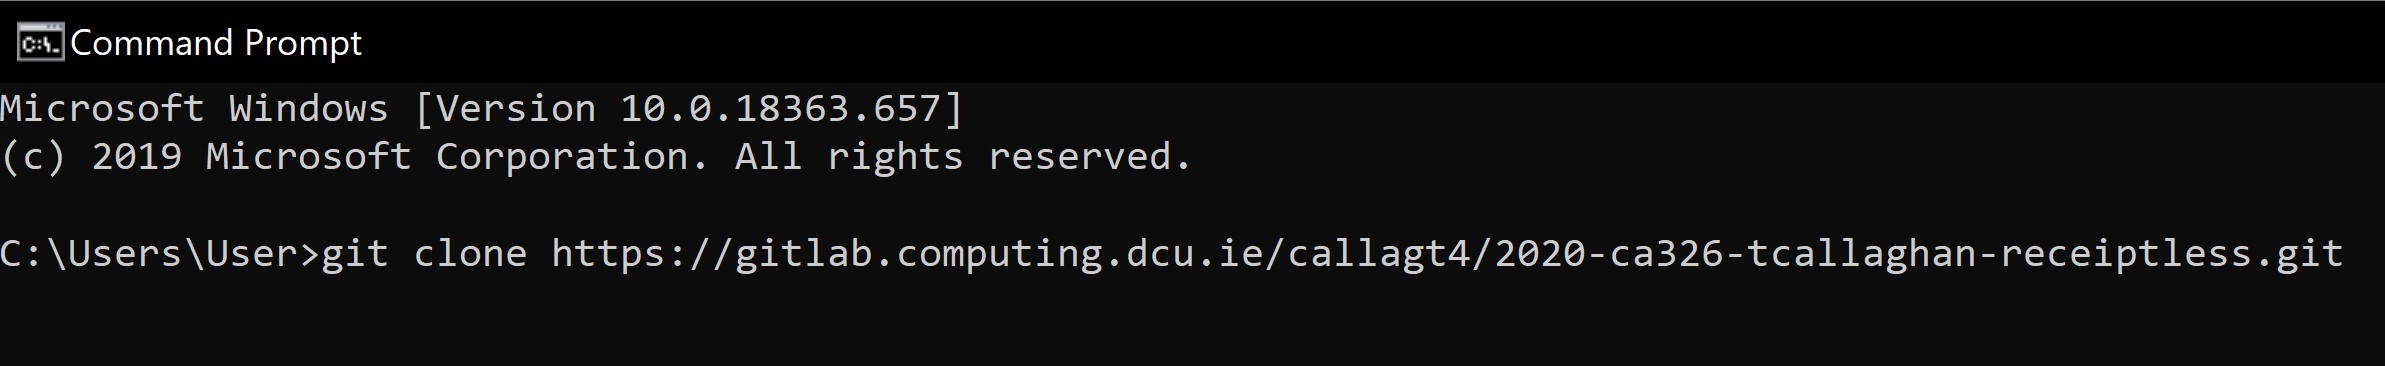 C:\. Command Prompt
Microsoft Windows [Version 10.0.18363.657]
(c) 2019 Microsoft Corporation. All rights reserved.
C:\Users\User>git clone https://gitlab.computing.dcu.ie/callagt4/2020-ca326-tcallaghan-receiptless.git